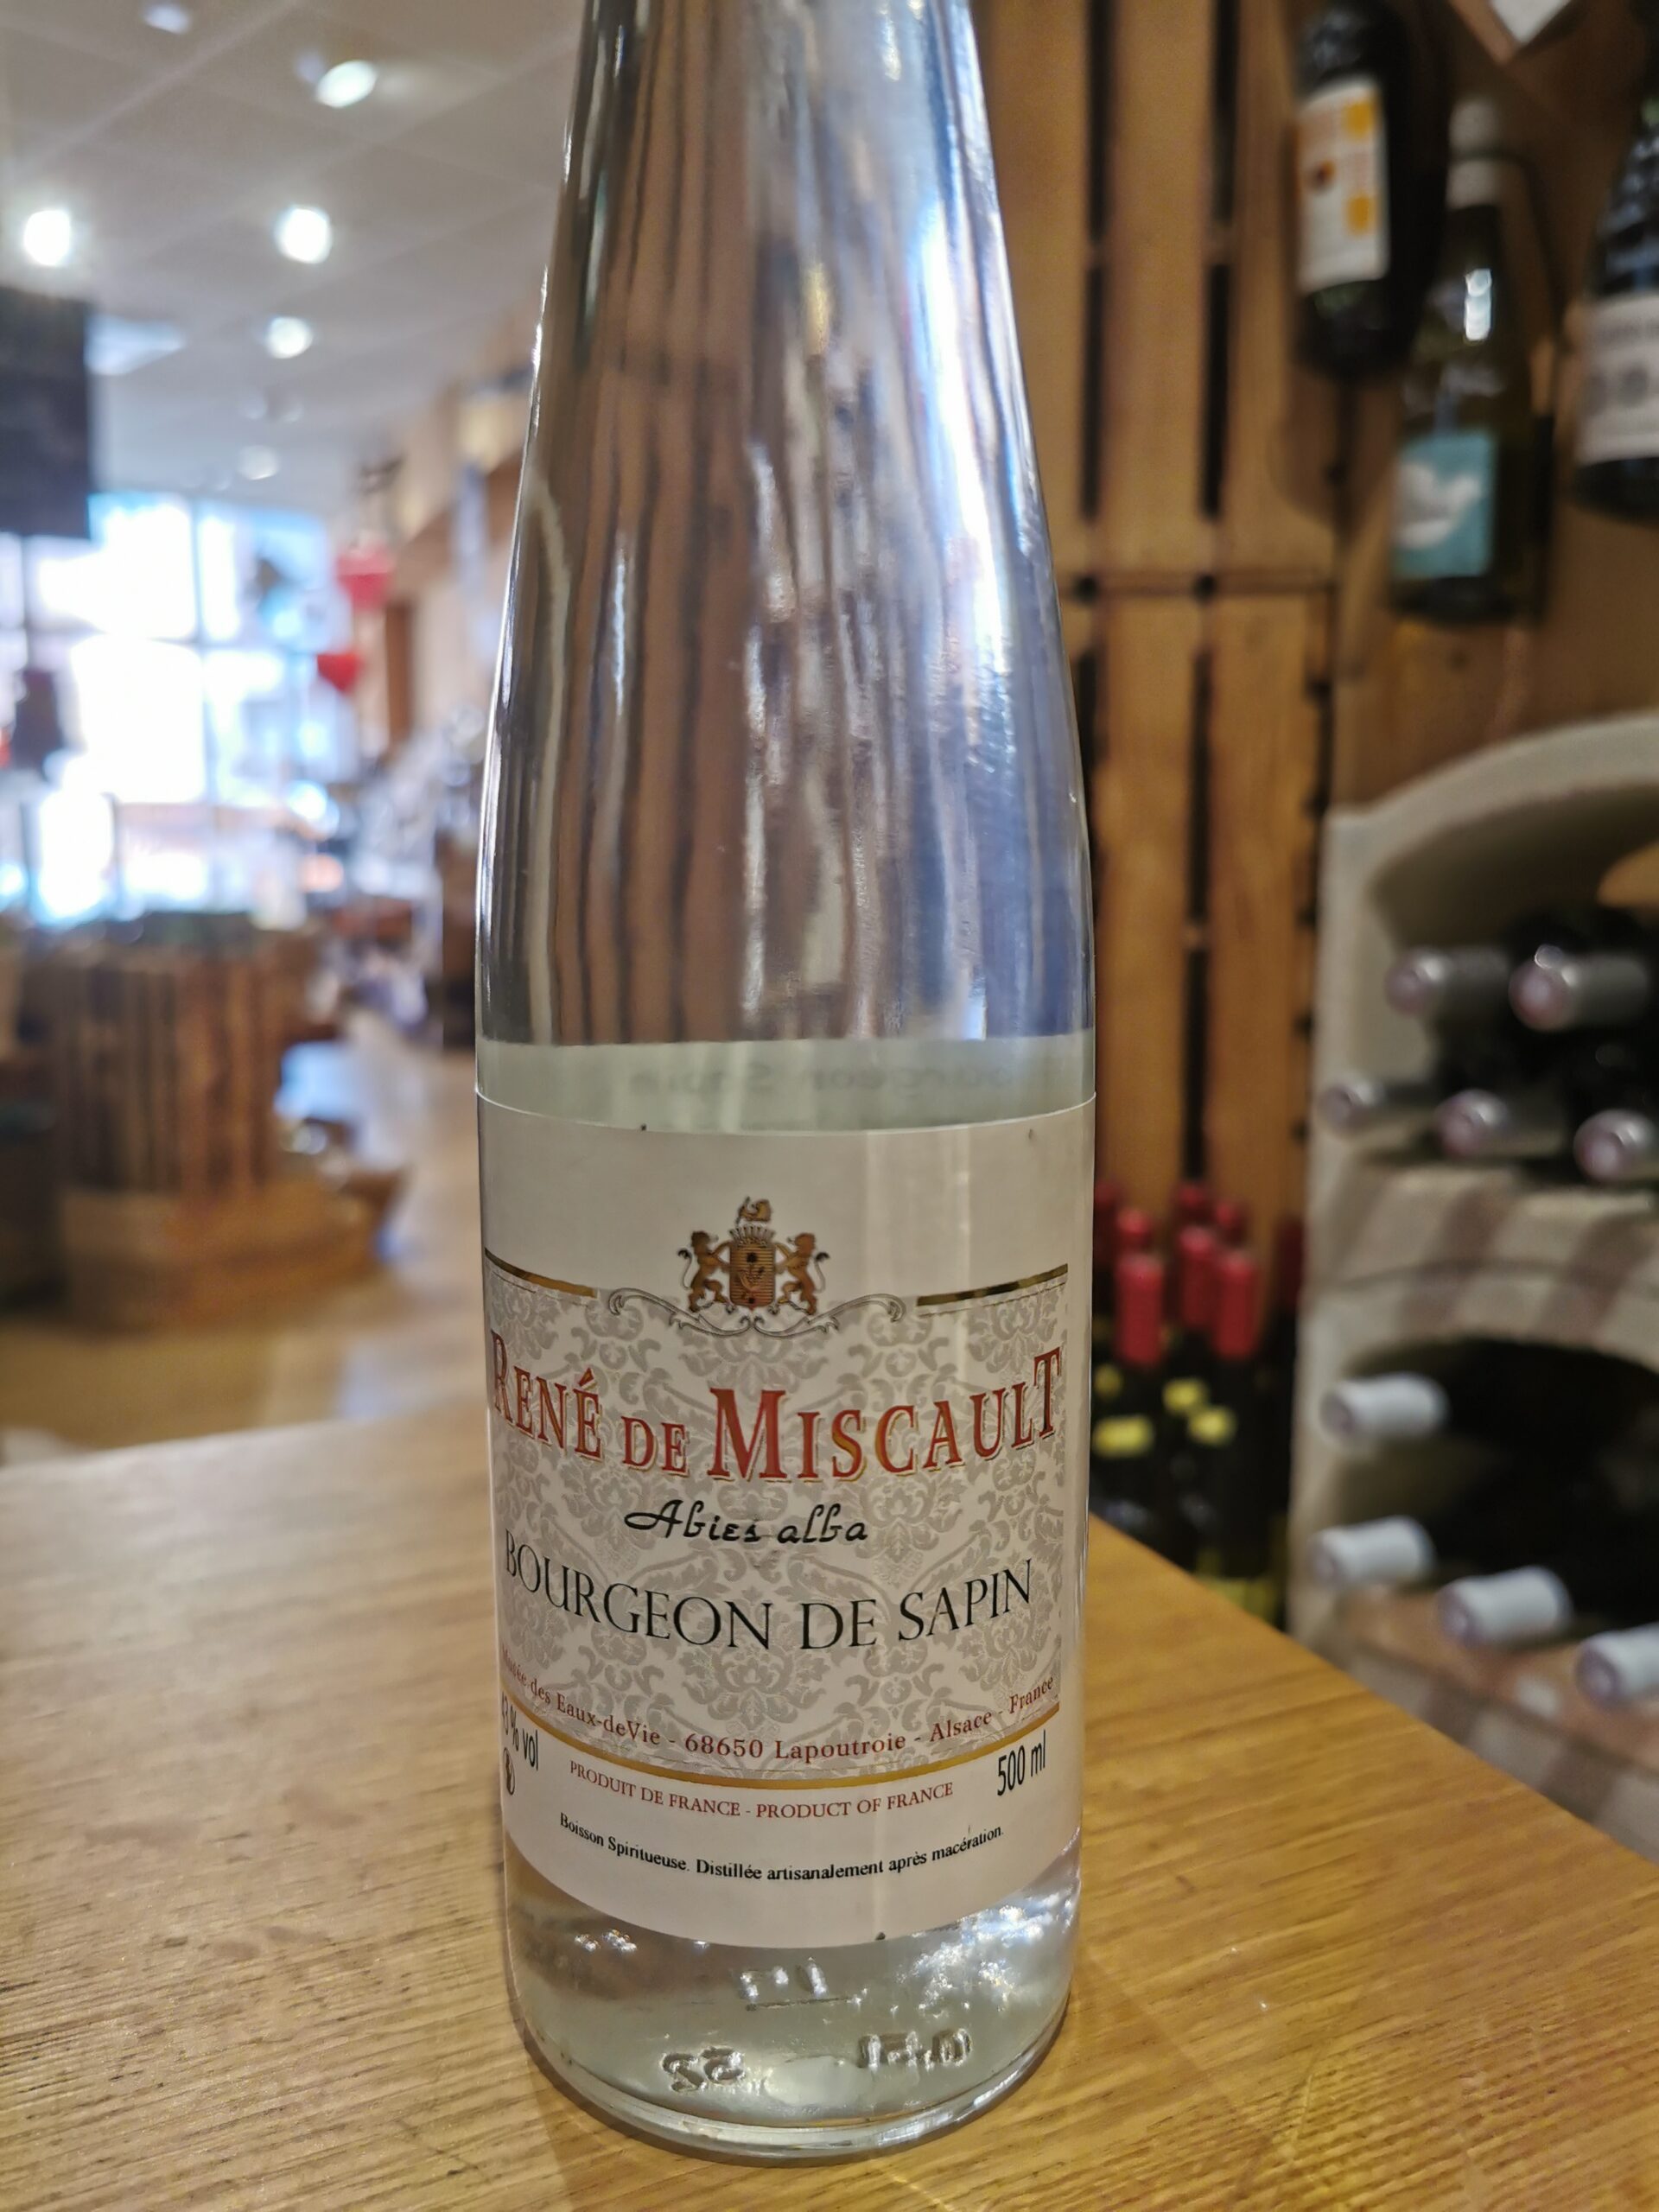 RENÉ DE MISCAULT
Abies alba
BOURGEON DE SAPIN
Musée des Eaux-deVie - 68650 Lapoutroie - Alsace - France
% vol
500 ml
PRODUIT DE FRANCE - PRODUCT OF FRANCE
Boisson Spiritueuse. Distillée artisanalement après macération.